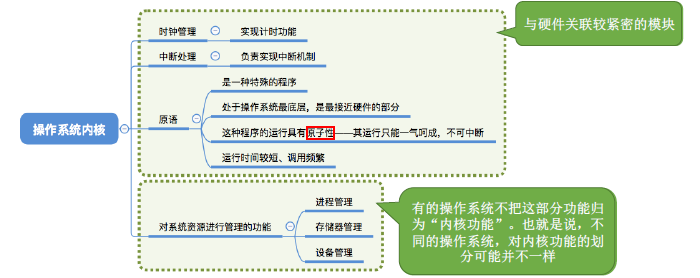 与硬件关联较紧密的模块
时钟管理
实现计时功能
中断处理
负责实现中断机制
操作系统内核
原语
是一种特殊的程序
处于操作系统最底层，是最接近硬件的部分
这种程序的运行具有原子性——其运行只能一气呵成，不可中断
运行时间较短、调用频繁
对系统资源进行管理的功能
进程管理
存储器管理
设备管理
有的操作系统不把这部分功能归
为“内核功能”。也就是说，不
同的操作系统，对内核功能的划
分可能并不一样